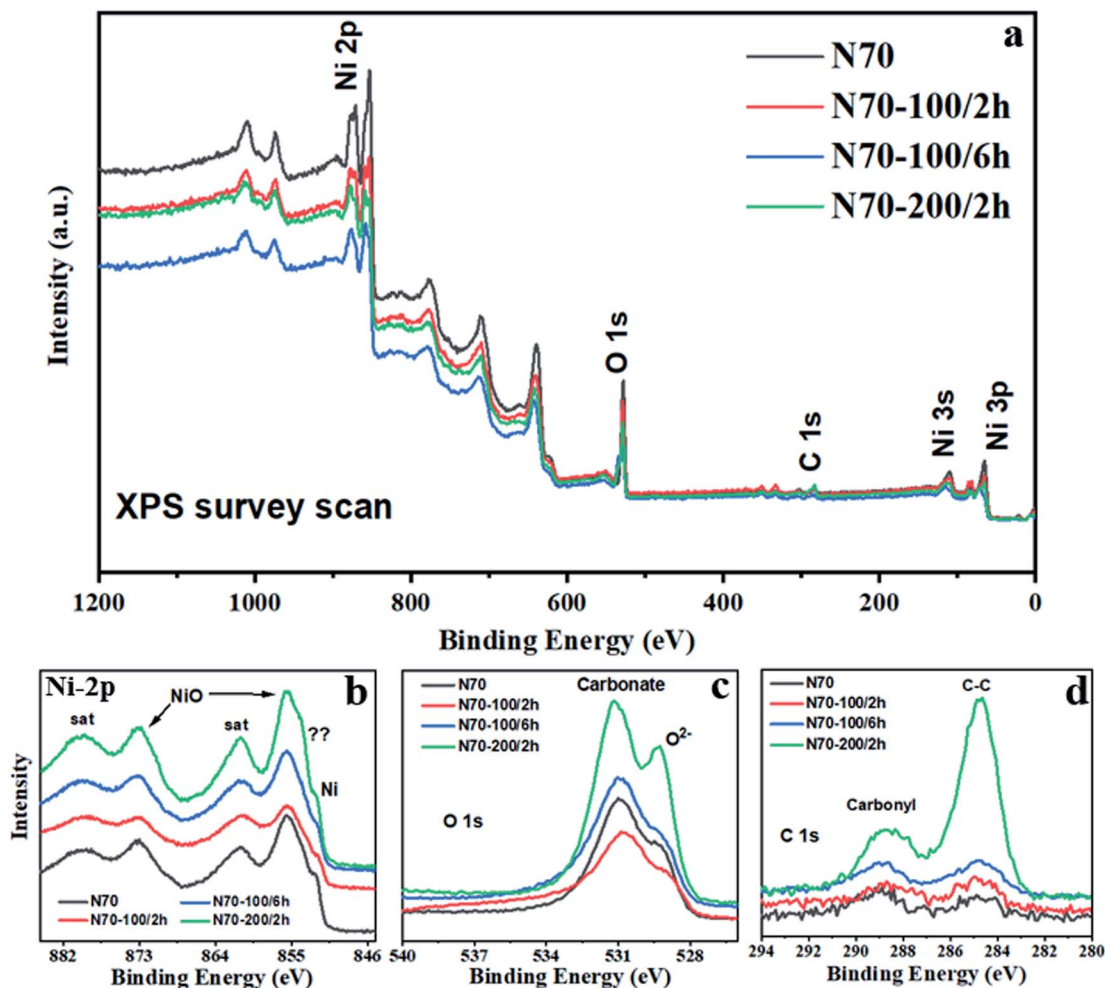 a
N70
N70-100/2h
N70-100/6h
N70-200/2h
Ni 2p
O 1s
C 1s
Ni 3s
Ni 3p
XPS survey scan
Intensity (a.u.)
1200 1000 800 600 400 200 0
Binding Energy (eV)
Ni-2p
b
NiO
sat
sat
??
Ni
Intensity
N70
N70-100/6h
N70-100/2h
N70-200/2h
882 873 864 855 846
Binding Energy (eV)
c
N70
N70-100/2h
N70-100/6h
N70-200/2h
Carbonate
O²⁻
O 1s
540 537 534 531 528
Binding Energy (eV)
d
N70
N70-100/2h
N70-100/6h
N70-200/2h
C-C
Carbonyl
C 1s
294 292 290 288 286 284 282 280
Binding Energy (eV)